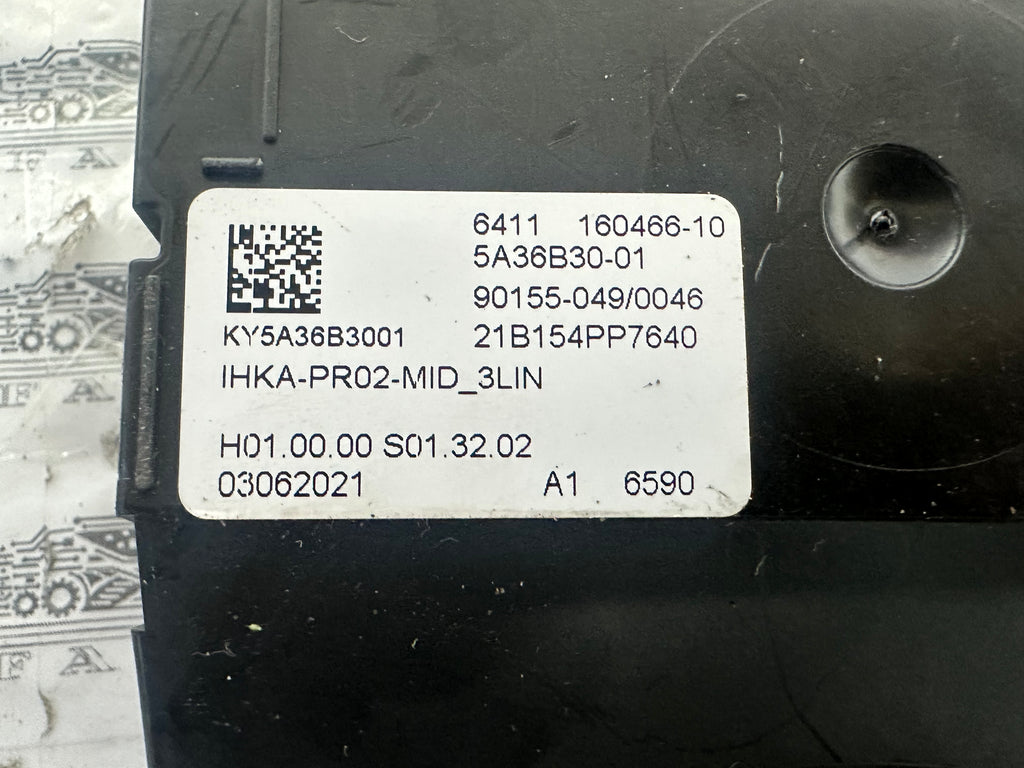 6411 160466-10
5A36B30-01
90155-049/0046
KY5A36B3001 21B154PP7640
IHKA-PR02-MID_3LIN
H01.00.00 S01.32.02
03062021 A1 6590